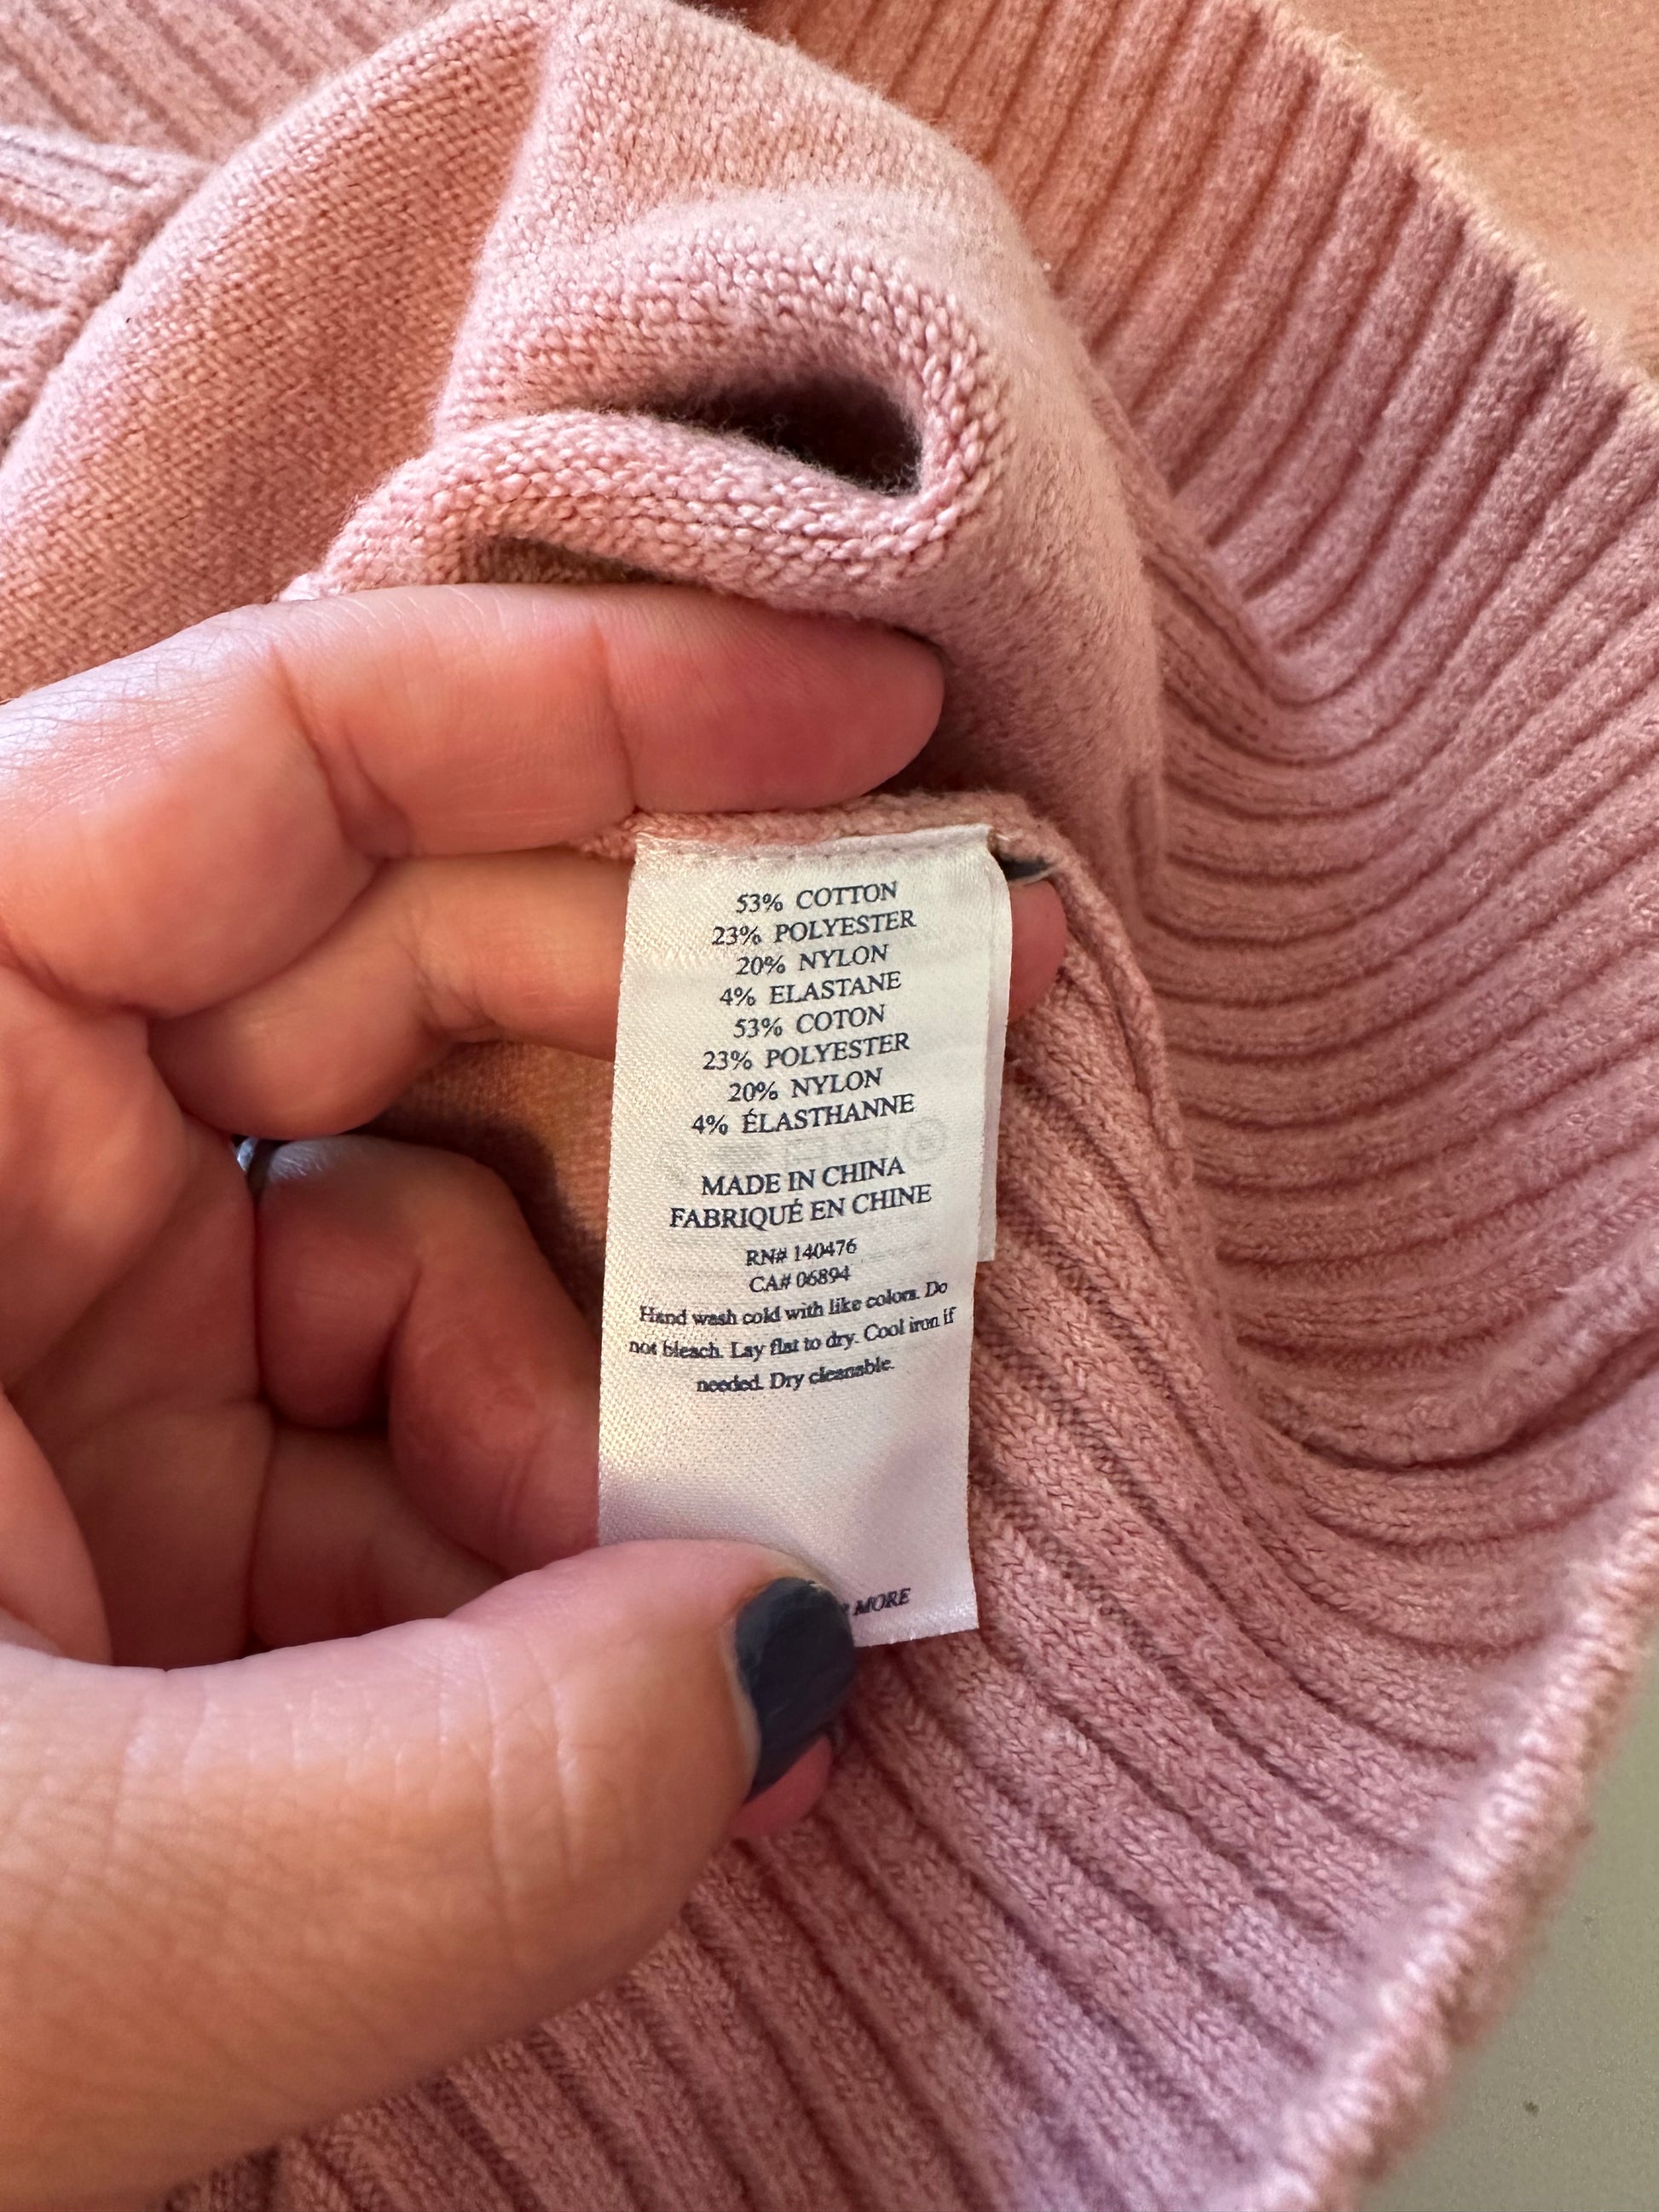 53% COTTON
23% POLYESTER
20% NYLON
4% ELASTANE
53% COTON
23% POLYESTER
20% NYLON
4% ÉLASTHANNE
MADE IN CHINA
FABRIQUÉ EN CHINE
RN# 140476
CA# 06894
Hand wash cold with like colors. Do
not bleach. Lay flat to dry. Cool iron if
needed. Dry cleanable.
MORE